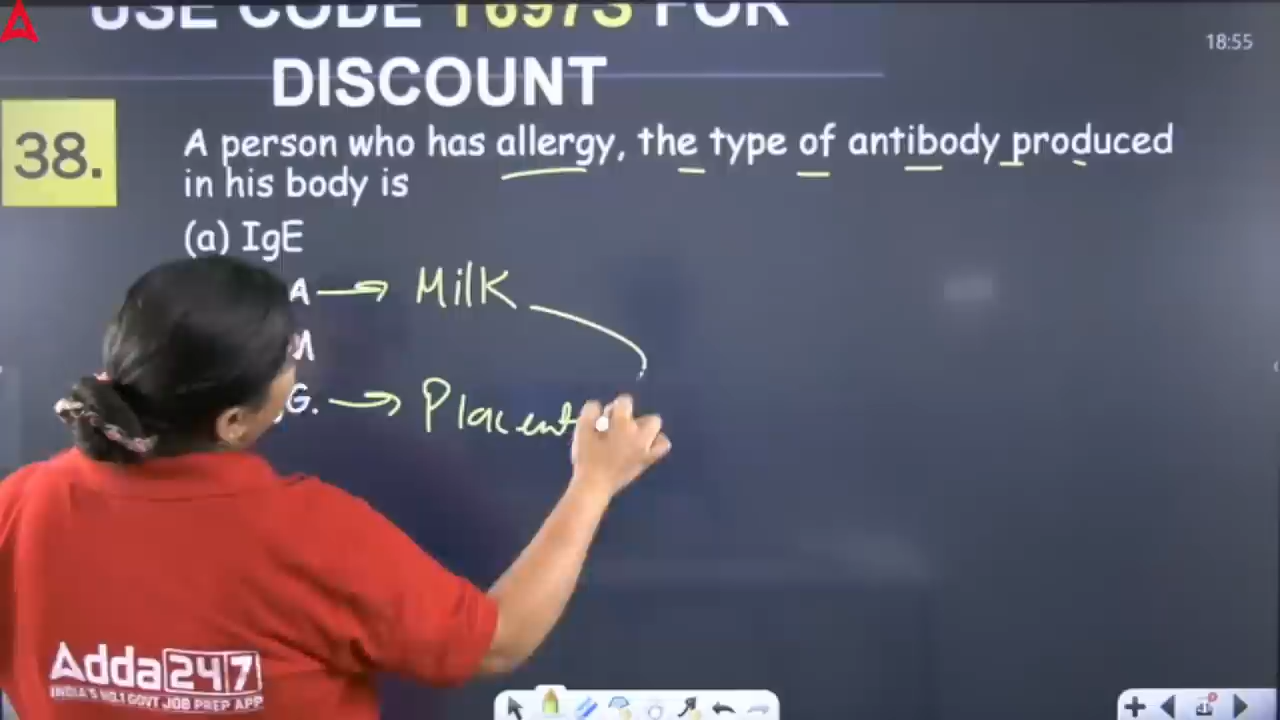 USE CODE Y697S FOR
DISCOUNT
18:55
38.
A person who has allergy, the type of antibody produced
in his body is
(a) IgE
A → Milk
M
G. → Placent
Adda247
INDIA'S NO.1 GOVT JOB PREP APP